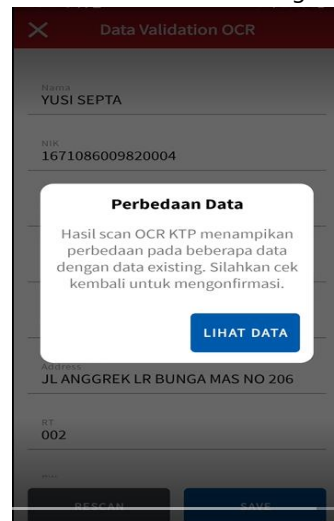 Data Validation OCR
Nama
YUSI SEPTA
NIK
1671086009820004
Perbedaan Data
Hasil scan OCR KTP menampikan
perbedaan pada beberapa data
dengan data existing. Silahkan cek
kembali untuk mengonfirmasi.
LIHAT DATA
Address
JL ANGGREK LR BUNGA MAS NO 206
RT
002
RESCAN
SAVE